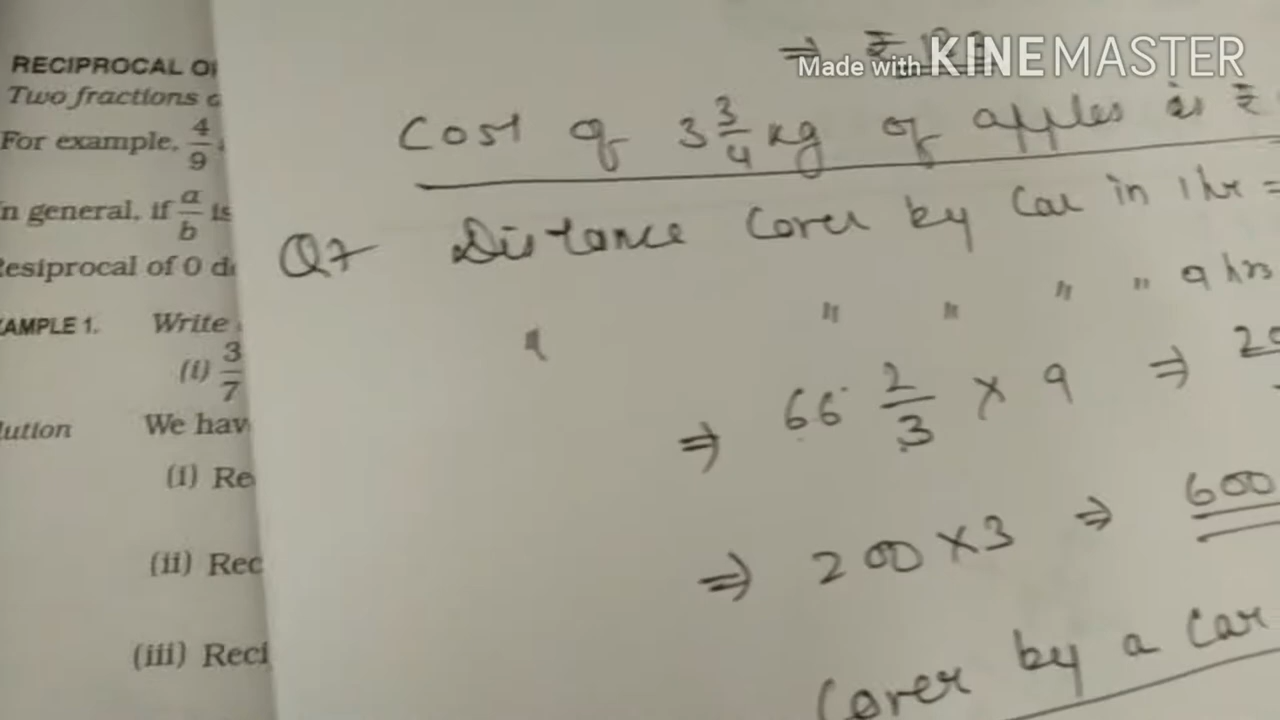 Made with KINEMASTER
RECIPROCAL OF
Two fractions
For example, 4/9
In general, if a/b is
Resiprocal of 0 d
EXAMPLE 1. Write
(i) 3/7
lution We hav
(i) Re
(ii) Rec
(iii) Reci
⇒ ₹
Cost of 3 3/4 kg of apples is ₹
Q7 Distance Cover by Car in 1 hr =
" " " " " 9 hrs
⇒ 66 2/3 × 9 ⇒ 20
⇒ 200 × 3 ⇒ 600
Cover by a Car